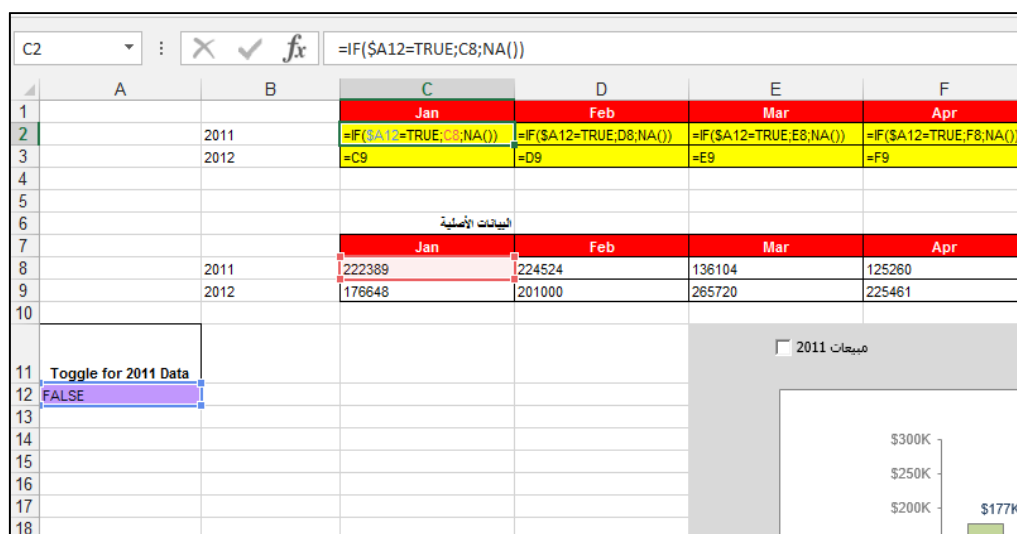 C2 =IF($A12=TRUE;C8;NA())
A B C D E F
1 Jan Feb Mar Apr
2 2011 =IF($A12=TRUE;C8;NA()) =IF($A12=TRUE;D8;NA()) =IF($A12=TRUE;E8;NA()) =IF($A12=TRUE;F8;NA())
3 2012 =C9 =D9 =E9 =F9
4
5
6 البيانات الأصلية
7 Jan Feb Mar Apr
8 2011 222389 224524 136104 125260
9 2012 176648 201000 265720 225461
10
مبيعات 2011
11 Toggle for 2011 Data
12 FALSE
13
14 $300K
15 $250K
16
17 $200K $177K
18